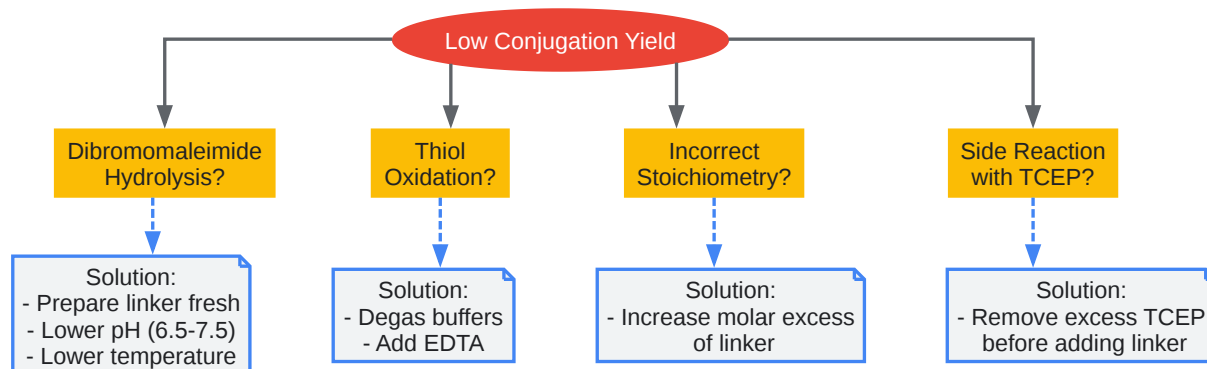 Low Conjugation Yield
Dibromomaleimide
Hydrolysis?
Thiol
Oxidation?
Incorrect
Stoichiometry?
Side Reaction
with TCEP?
Solution:
- Prepare linker fresh
- Lower pH (6.5-7.5)
- Lower temperature
Solution:
- Degas buffers
- Add EDTA
Solution:
- Increase molar excess
of linker
Solution:
- Remove excess TCEP
before adding linker